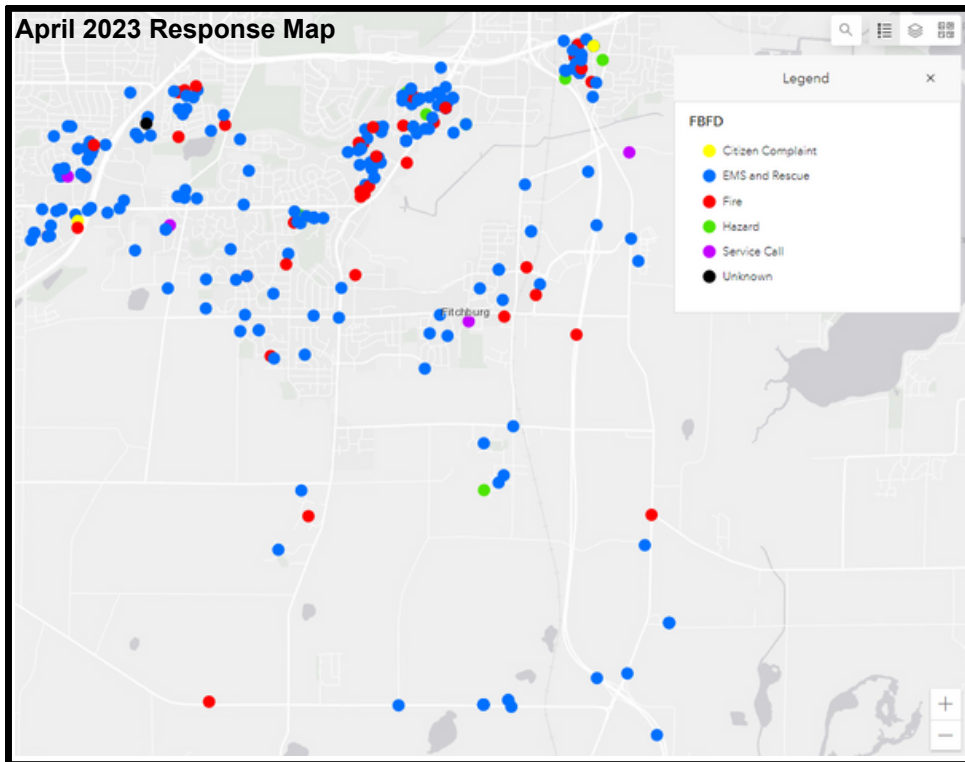 April 2023 Response Map
Legend ×
FBFD
Citizen Complaint
EMS and Rescue
Fire
Hazard
Service Call
Unknown
Fitchburg
+
−